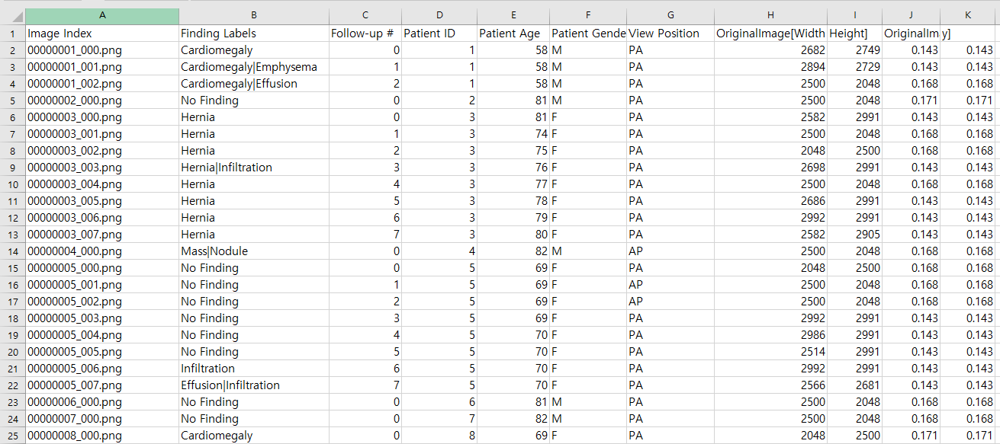 A B C D E F G H I J K
1 Image Index Finding Labels Follow-up # Patient ID Patient Age Patient Gende View Position OriginalImage[Width Height] OriginalIm y]
2 00000001_000.png Cardiomegaly 0 1 58 M PA 2682 2749 0.143 0.143
3 00000001_001.png Cardiomegaly|Emphysema 1 1 58 M PA 2894 2729 0.143 0.143
4 00000001_002.png Cardiomegaly|Effusion 2 1 58 M PA 2500 2048 0.168 0.168
5 00000002_000.png No Finding 0 2 81 M PA 2500 2048 0.171 0.171
6 00000003_000.png Hernia 0 3 81 F PA 2582 2991 0.143 0.143
7 00000003_001.png Hernia 1 3 74 F PA 2500 2048 0.168 0.168
8 00000003_002.png Hernia 2 3 75 F PA 2048 2500 0.168 0.168
9 00000003_003.png Hernia|Infiltration 3 3 76 F PA 2698 2991 0.143 0.143
10 00000003_004.png Hernia 4 3 77 F PA 2500 2048 0.168 0.168
11 00000003_005.png Hernia 5 3 78 F PA 2686 2991 0.143 0.143
12 00000003_006.png Hernia 6 3 79 F PA 2992 2991 0.143 0.143
13 00000003_007.png Hernia 7 3 80 F PA 2582 2905 0.143 0.143
14 00000004_000.png Mass|Nodule 0 4 82 M AP 2500 2048 0.168 0.168
15 00000005_000.png No Finding 0 5 69 F PA 2048 2500 0.168 0.168
16 00000005_001.png No Finding 1 5 69 F AP 2500 2048 0.168 0.168
17 00000005_002.png No Finding 2 5 69 F AP 2500 2048 0.168 0.168
18 00000005_003.png No Finding 3 5 69 F PA 2992 2991 0.143 0.143
19 00000005_004.png No Finding 4 5 70 F PA 2986 2991 0.143 0.143
20 00000005_005.png No Finding 5 5 70 F PA 2514 2991 0.143 0.143
21 00000005_006.png Infiltration 6 5 70 F PA 2992 2991 0.143 0.143
22 00000005_007.png Effusion|Infiltration 7 5 70 F PA 2566 2681 0.143 0.143
23 00000006_000.png No Finding 0 6 81 M PA 2500 2048 0.168 0.168
24 00000007_000.png No Finding 0 7 82 M PA 2500 2048 0.168 0.168
25 00000008_000.png Cardiomegaly 0 8 69 F PA 2048 2500 0.171 0.171